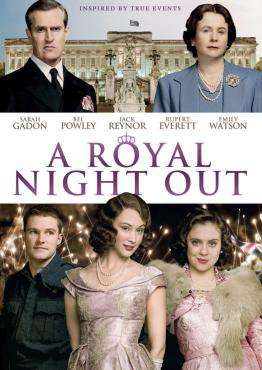 INSPIRED BY TRUE EVENTS
SARAH GADON BEL POWLEY JACK REYNOR RUPERT EVERETT EMILY WATSON
A ROYAL
NIGHT OUT